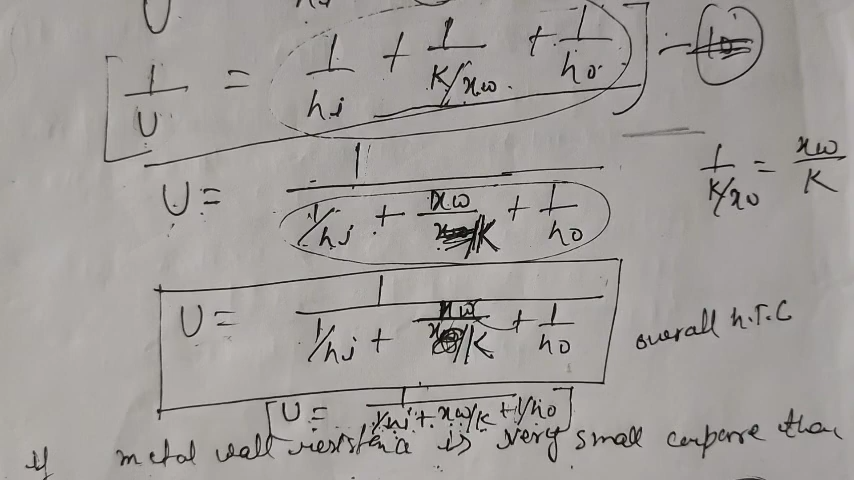 U
1/U = 1/hi + 1/(K/xw) + 1/ho
1/(K/x0) = xw/K
U = 1/(1/hi + xw/K + 1/ho)
U = 1/(1/hi + xw/K + 1/ho)
overall h.T.C
[U = 1/(1/hi + xw/K + 1/ho)]
If metal wall resistance is very small compare than